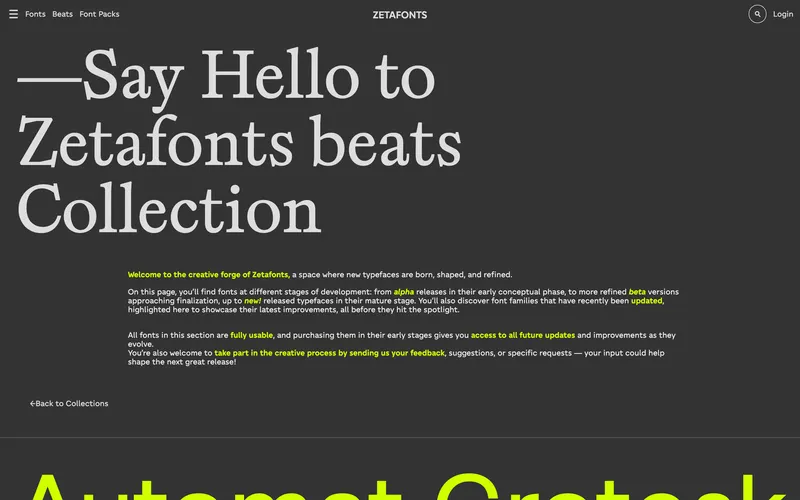 ☰ Fonts Beats Font Packs ZETAFONTS Login
—Say Hello to
Zetafonts beats
Collection
Welcome to the creative forge of Zetafonts, a space where new typefaces are born, shaped, and refined.
On this page, you'll find fonts at different stages of development: from alpha releases in their early conceptual phase, to more refined beta versions
approaching finalization, up to new! released typefaces in their mature stage. You'll also discover font families that have recently been updated,
highlighted here to showcase their latest improvements, all before they hit the spotlight.
All fonts in this section are fully usable, and purchasing them in their early stages gives you access to all future updates and improvements as they
evolve.
You're also welcome to take part in the creative process by sending us your feedback, suggestions, or specific requests — your input could help
shape the next great release!
←Back to Collections
Automat Grotesk